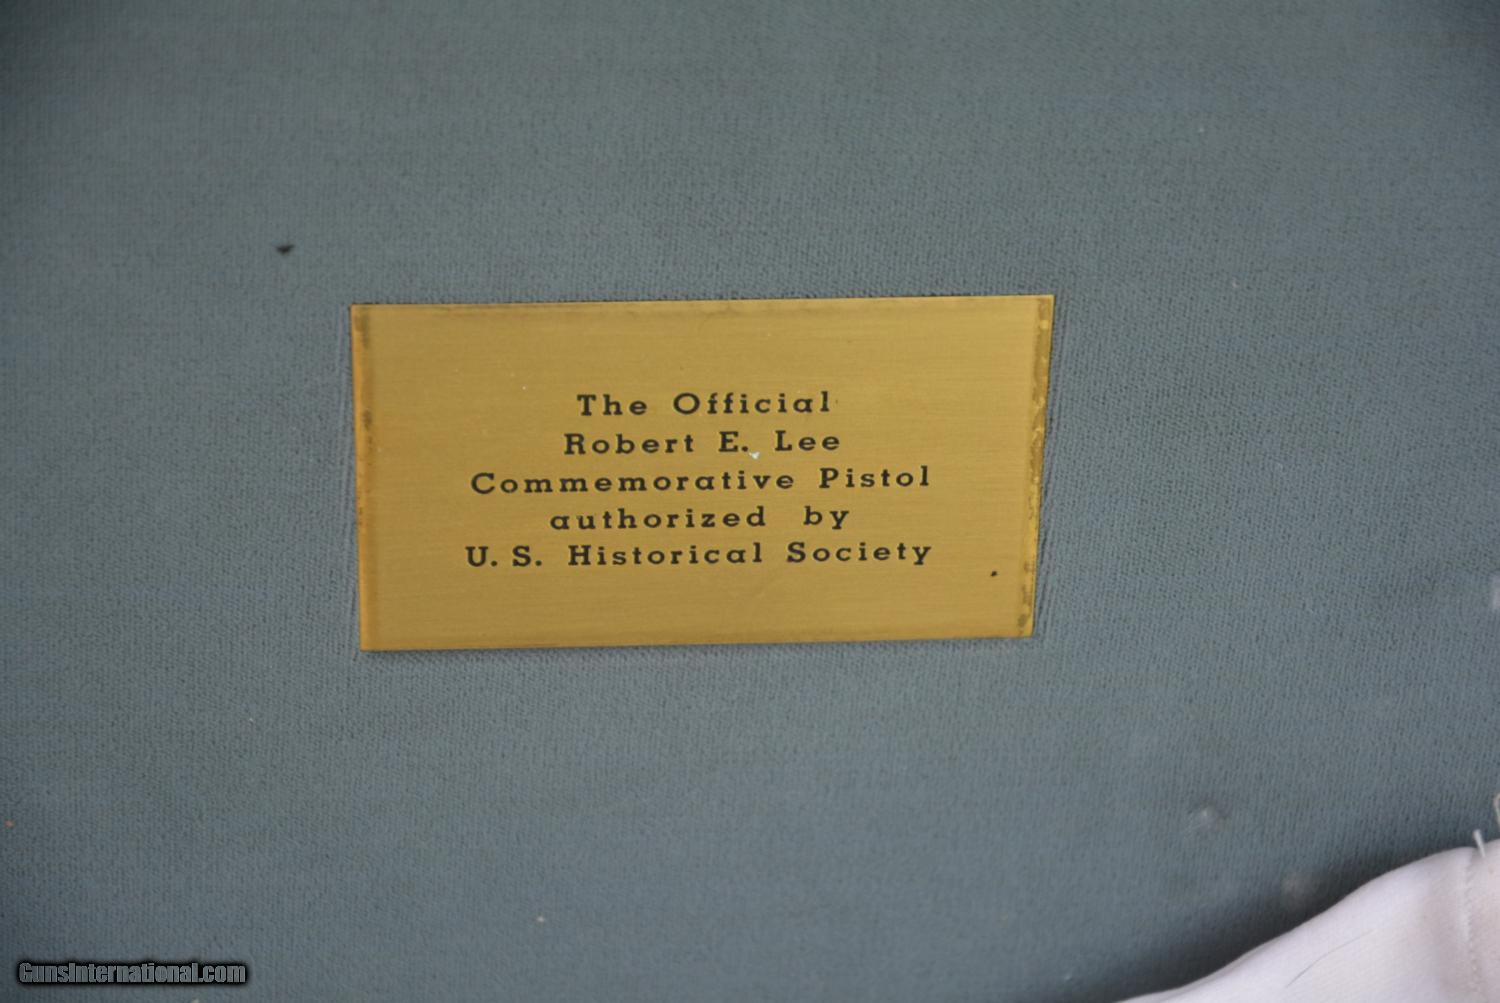 The Official
Robert E. Lee
Commemorative Pistol
authorized by
U. S. Historical Society
GunsInternational.com